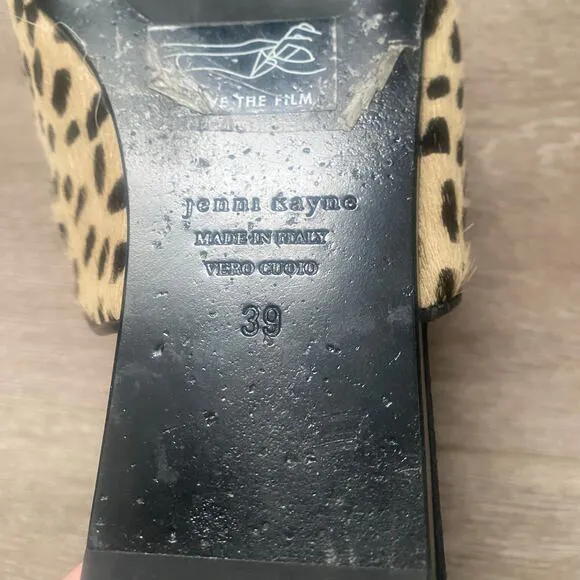 VE THE FILM
jenni kayne
MADE IN ITALY
VERO CUOIO
39